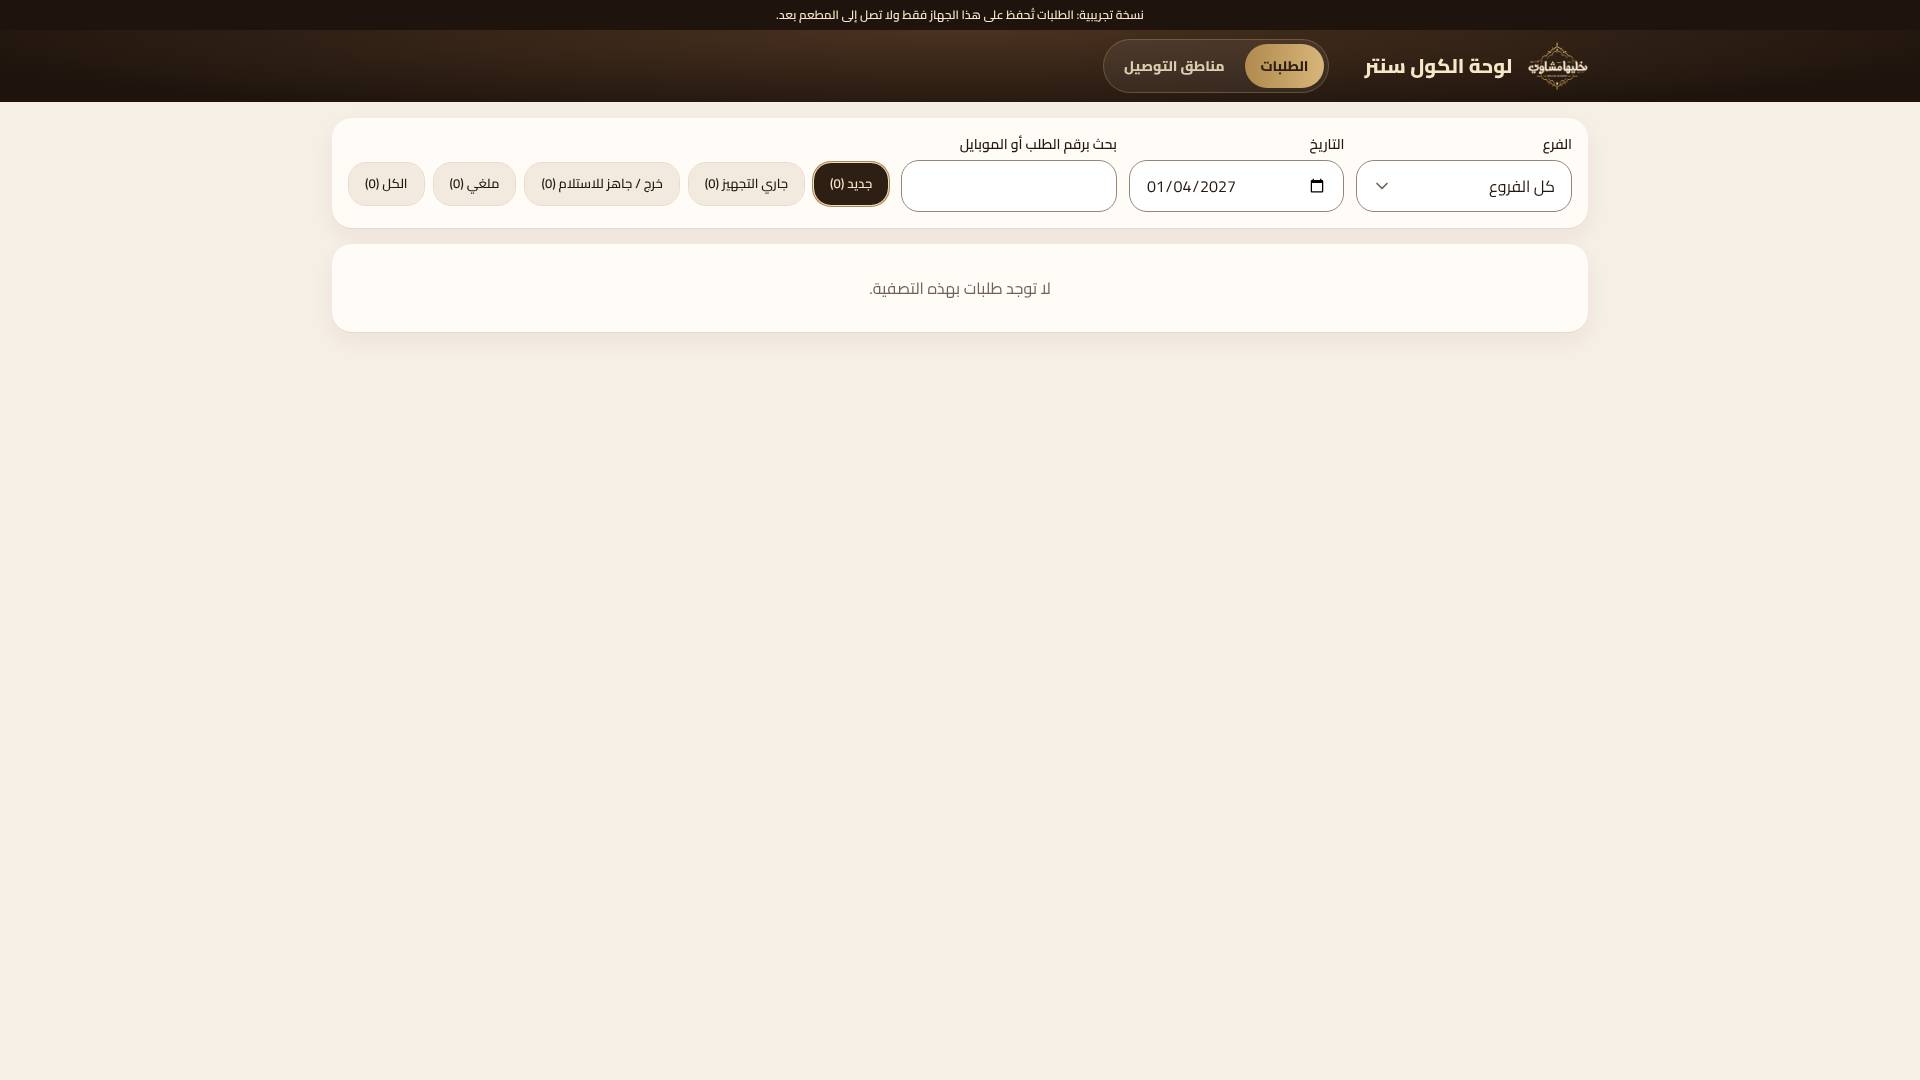 نسخة تجريبية: الطلبات تُحفظ على هذا الجهاز فقط ولا تصل إلى المطعم بعد.
خليها مشاوي
لوحة الكول سنتر
الطلبات
مناطق التوصيل
الفرع
كل الفروع
التاريخ
01/04/2027
بحث برقم الطلب أو الموبايل
جديد (0)
جاري التجهيز (0)
خرج / جاهز للاستلام (0)
ملغي (0)
الكل (0)
لا توجد طلبات بهذه التصفية.